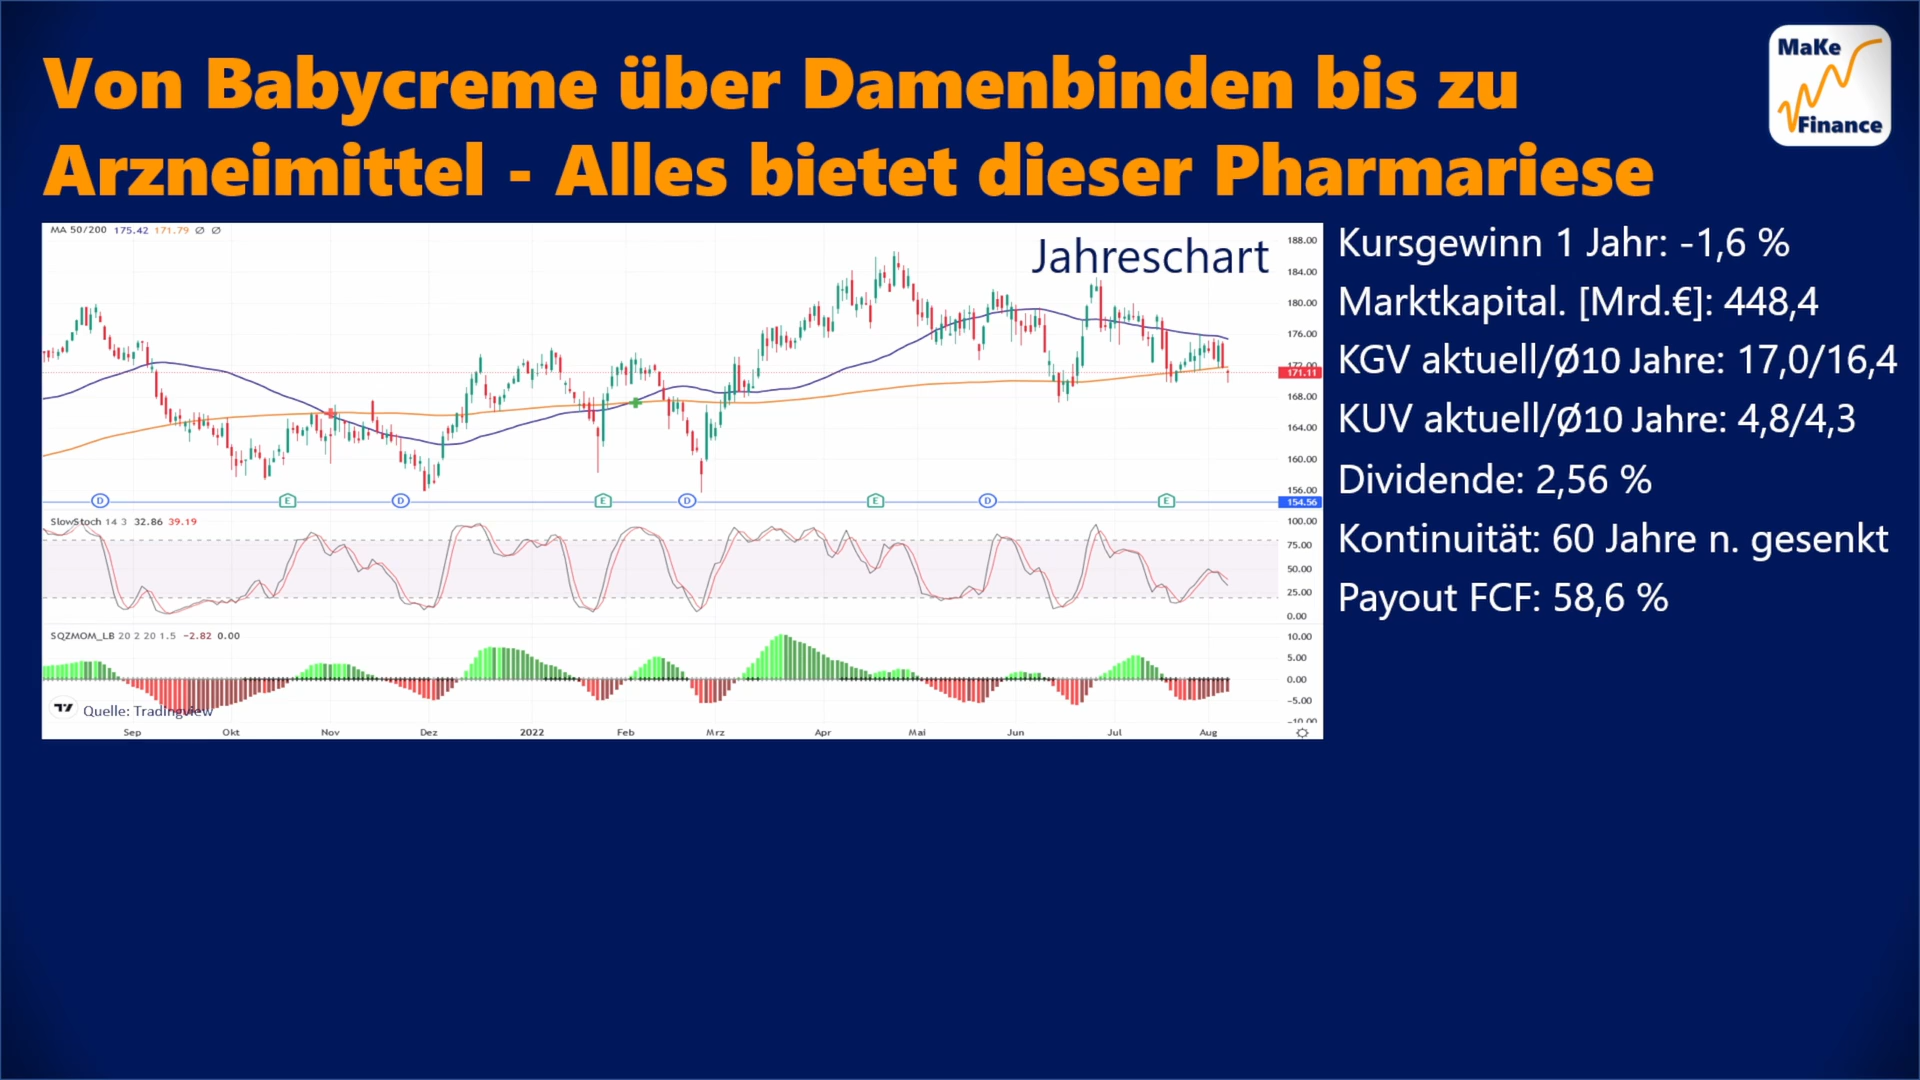 Von Babycreme über Damenbinden bis zu
Arzneimittel - Alles bietet dieser Pharmariese
MaKe
Finance
MA 50/200 175.42 171.79 Ø Ø
Jahreschart
188.00
184.00
180.00
176.00
172.00
171.11
168.00
164.00
160.00
156.00
154.56
D E D E D E D E
SlowStoch 14 3 32.86 39.19
100.00
75.00
50.00
25.00
0.00
SQZMOM_LB 20 2 20 1.5 −2.82 0.00
10.00
5.00
0.00
−5.00
−10.00
Quelle: Tradingview
Sep Okt Nov Dez 2022 Feb Mrz Apr Mai Jun Jul Aug
Kursgewinn 1 Jahr: -1,6 %
Marktkapital. [Mrd.€]: 448,4
KGV aktuell/Ø10 Jahre: 17,0/16,4
KUV aktuell/Ø10 Jahre: 4,8/4,3
Dividende: 2,56 %
Kontinuität: 60 Jahre n. gesenkt
Payout FCF: 58,6 %